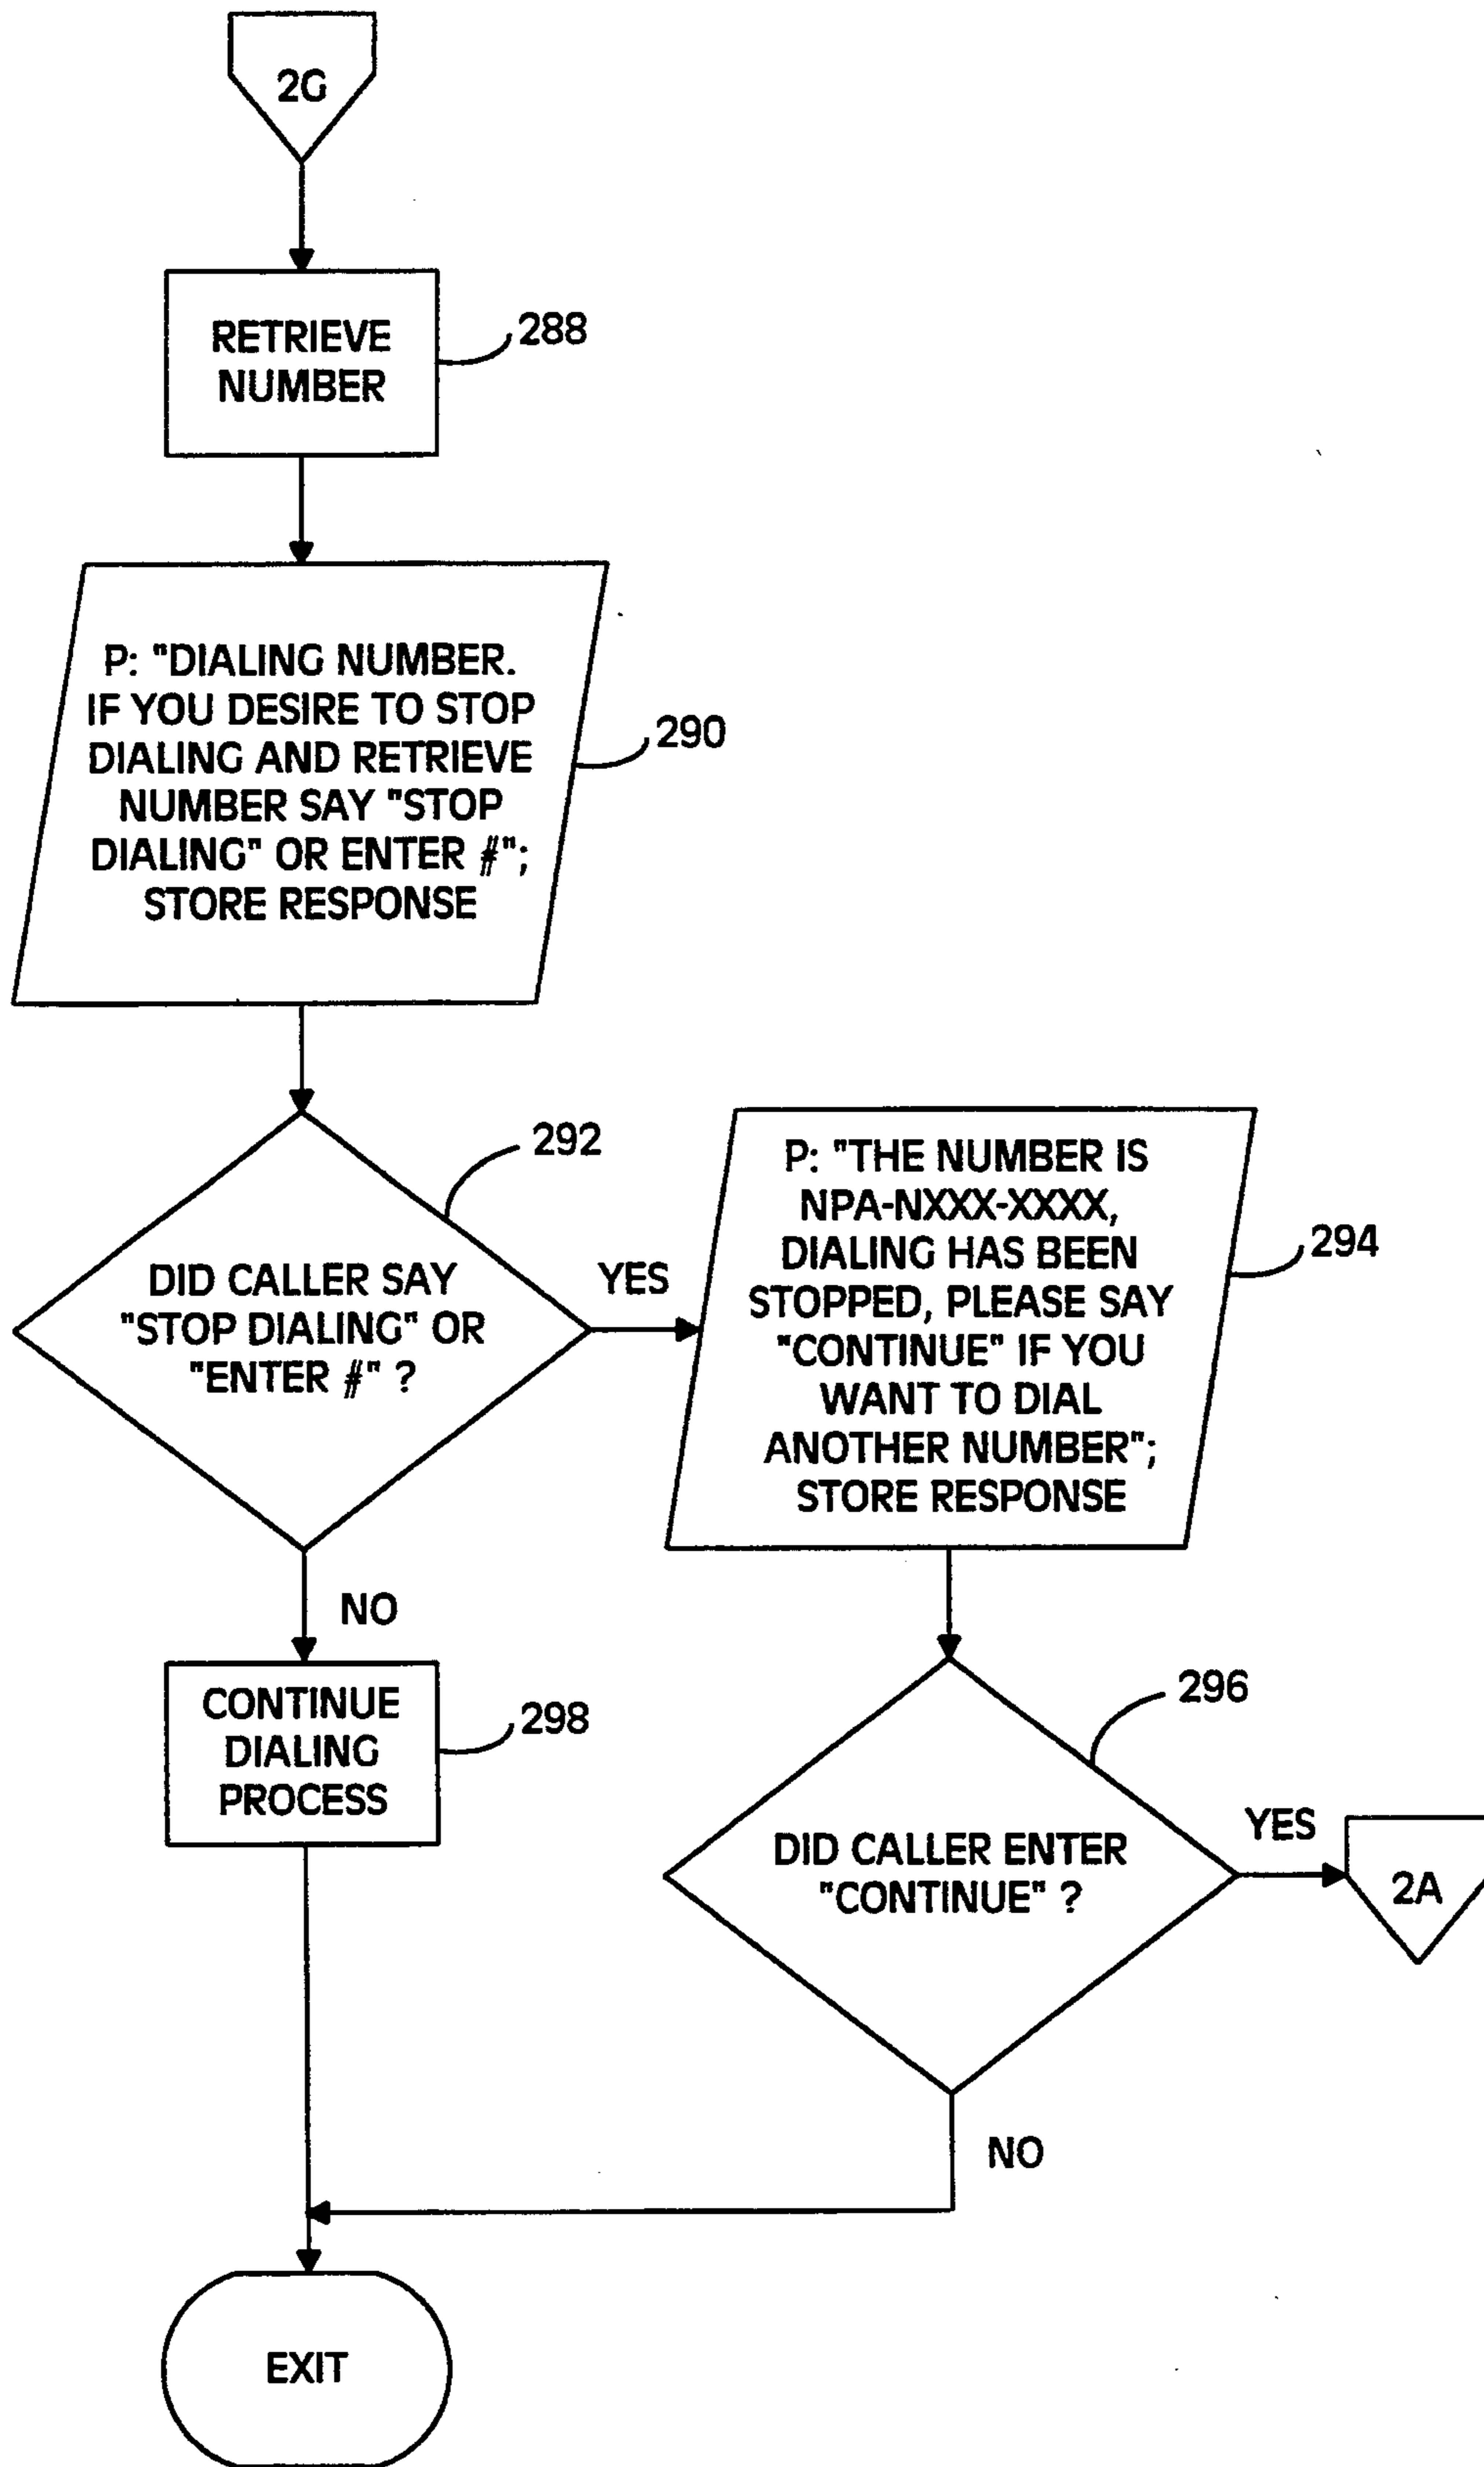 2G
RETRIEVE
NUMBER
288
P: "DIALING NUMBER.
IF YOU DESIRE TO STOP
DIALING AND RETRIEVE
NUMBER SAY "STOP
DIALING" OR ENTER #";
STORE RESPONSE
290
DID CALLER SAY
"STOP DIALING" OR
"ENTER #" ?
292
YES
P: "THE NUMBER IS
NPA-NXXX-XXXX,
DIALING HAS BEEN
STOPPED, PLEASE SAY
"CONTINUE" IF YOU
WANT TO DIAL
ANOTHER NUMBER";
STORE RESPONSE
294
NO
CONTINUE
DIALING
PROCESS
298
DID CALLER ENTER
"CONTINUE" ?
296
YES
2A
NO
EXIT